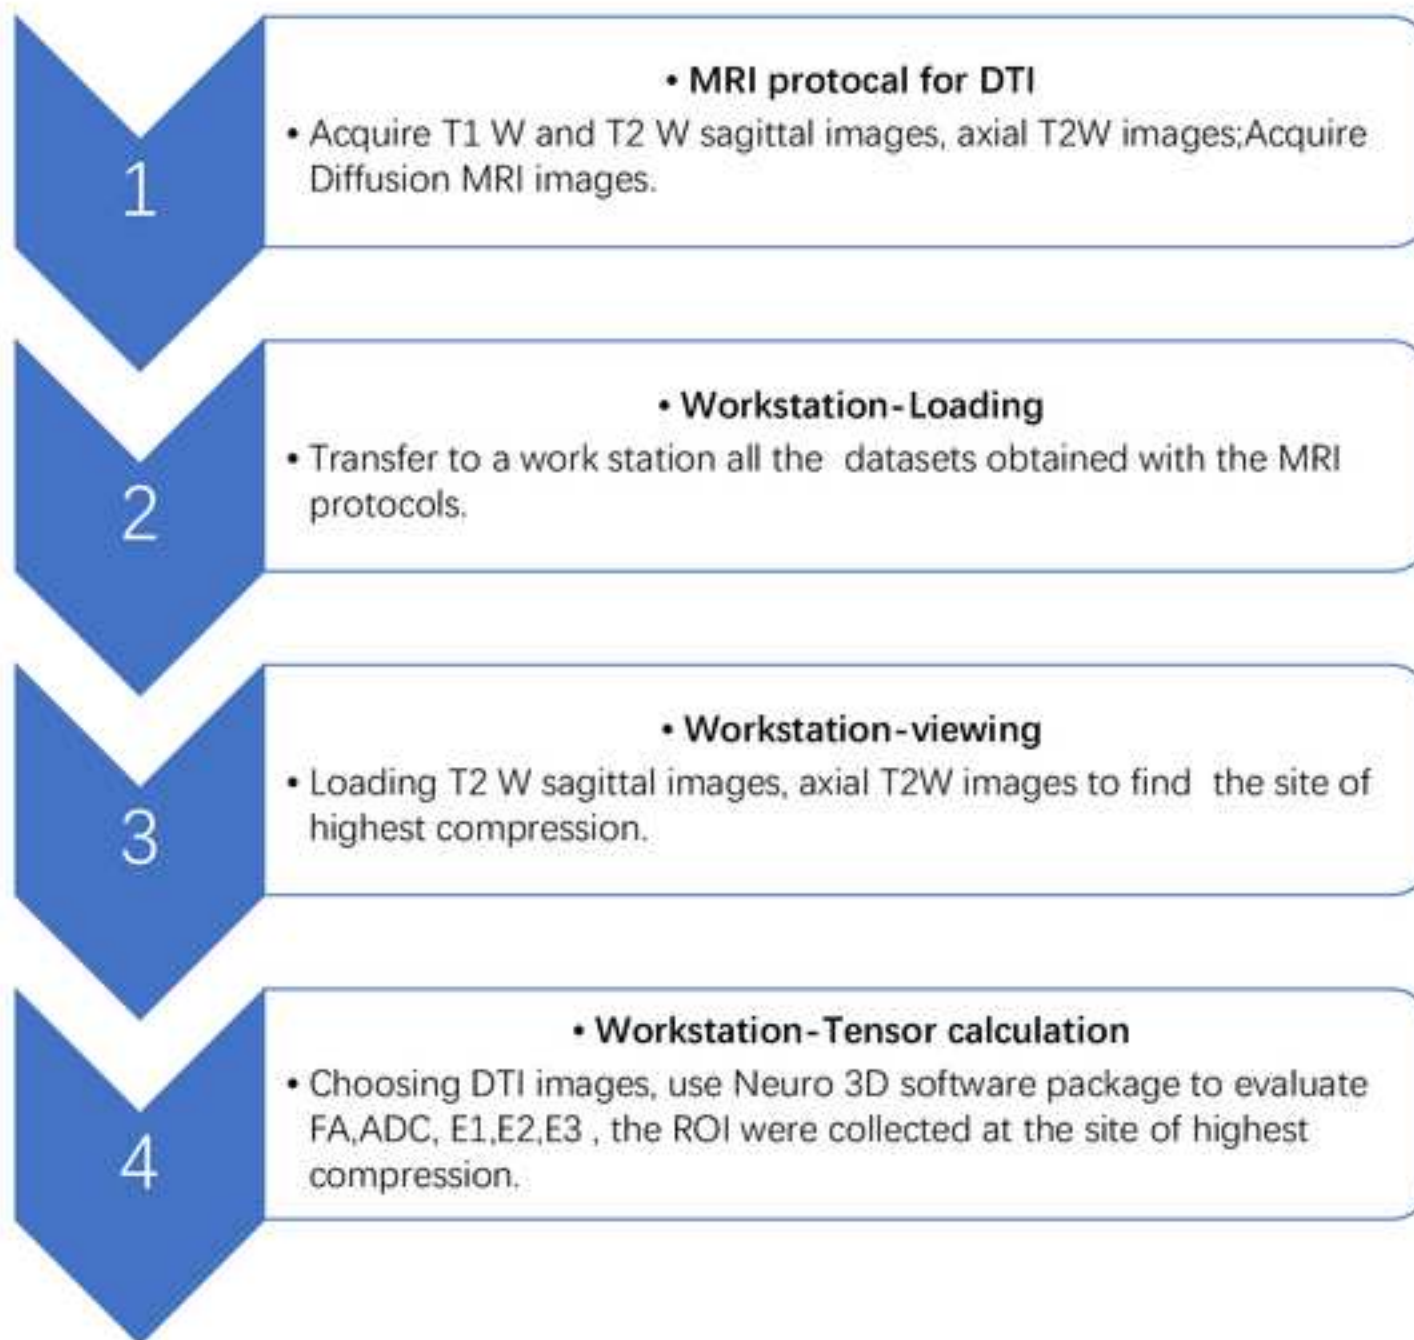 1
• MRI protocal for DTI
• Acquire T1 W and T2 W sagittal images, axial T2W images;Acquire
Diffusion MRI images.
2
• Workstation-Loading
• Transfer to a work station all the  datasets obtained with the MRI
protocols.
3
• Workstation-viewing
• Loading T2 W sagittal images, axial T2W images to find  the site of
highest compression.
4
• Workstation-Tensor calculation
• Choosing DTI images, use Neuro 3D software package to evaluate
FA,ADC, E1,E2,E3 , the ROI were collected at the site of highest
compression.